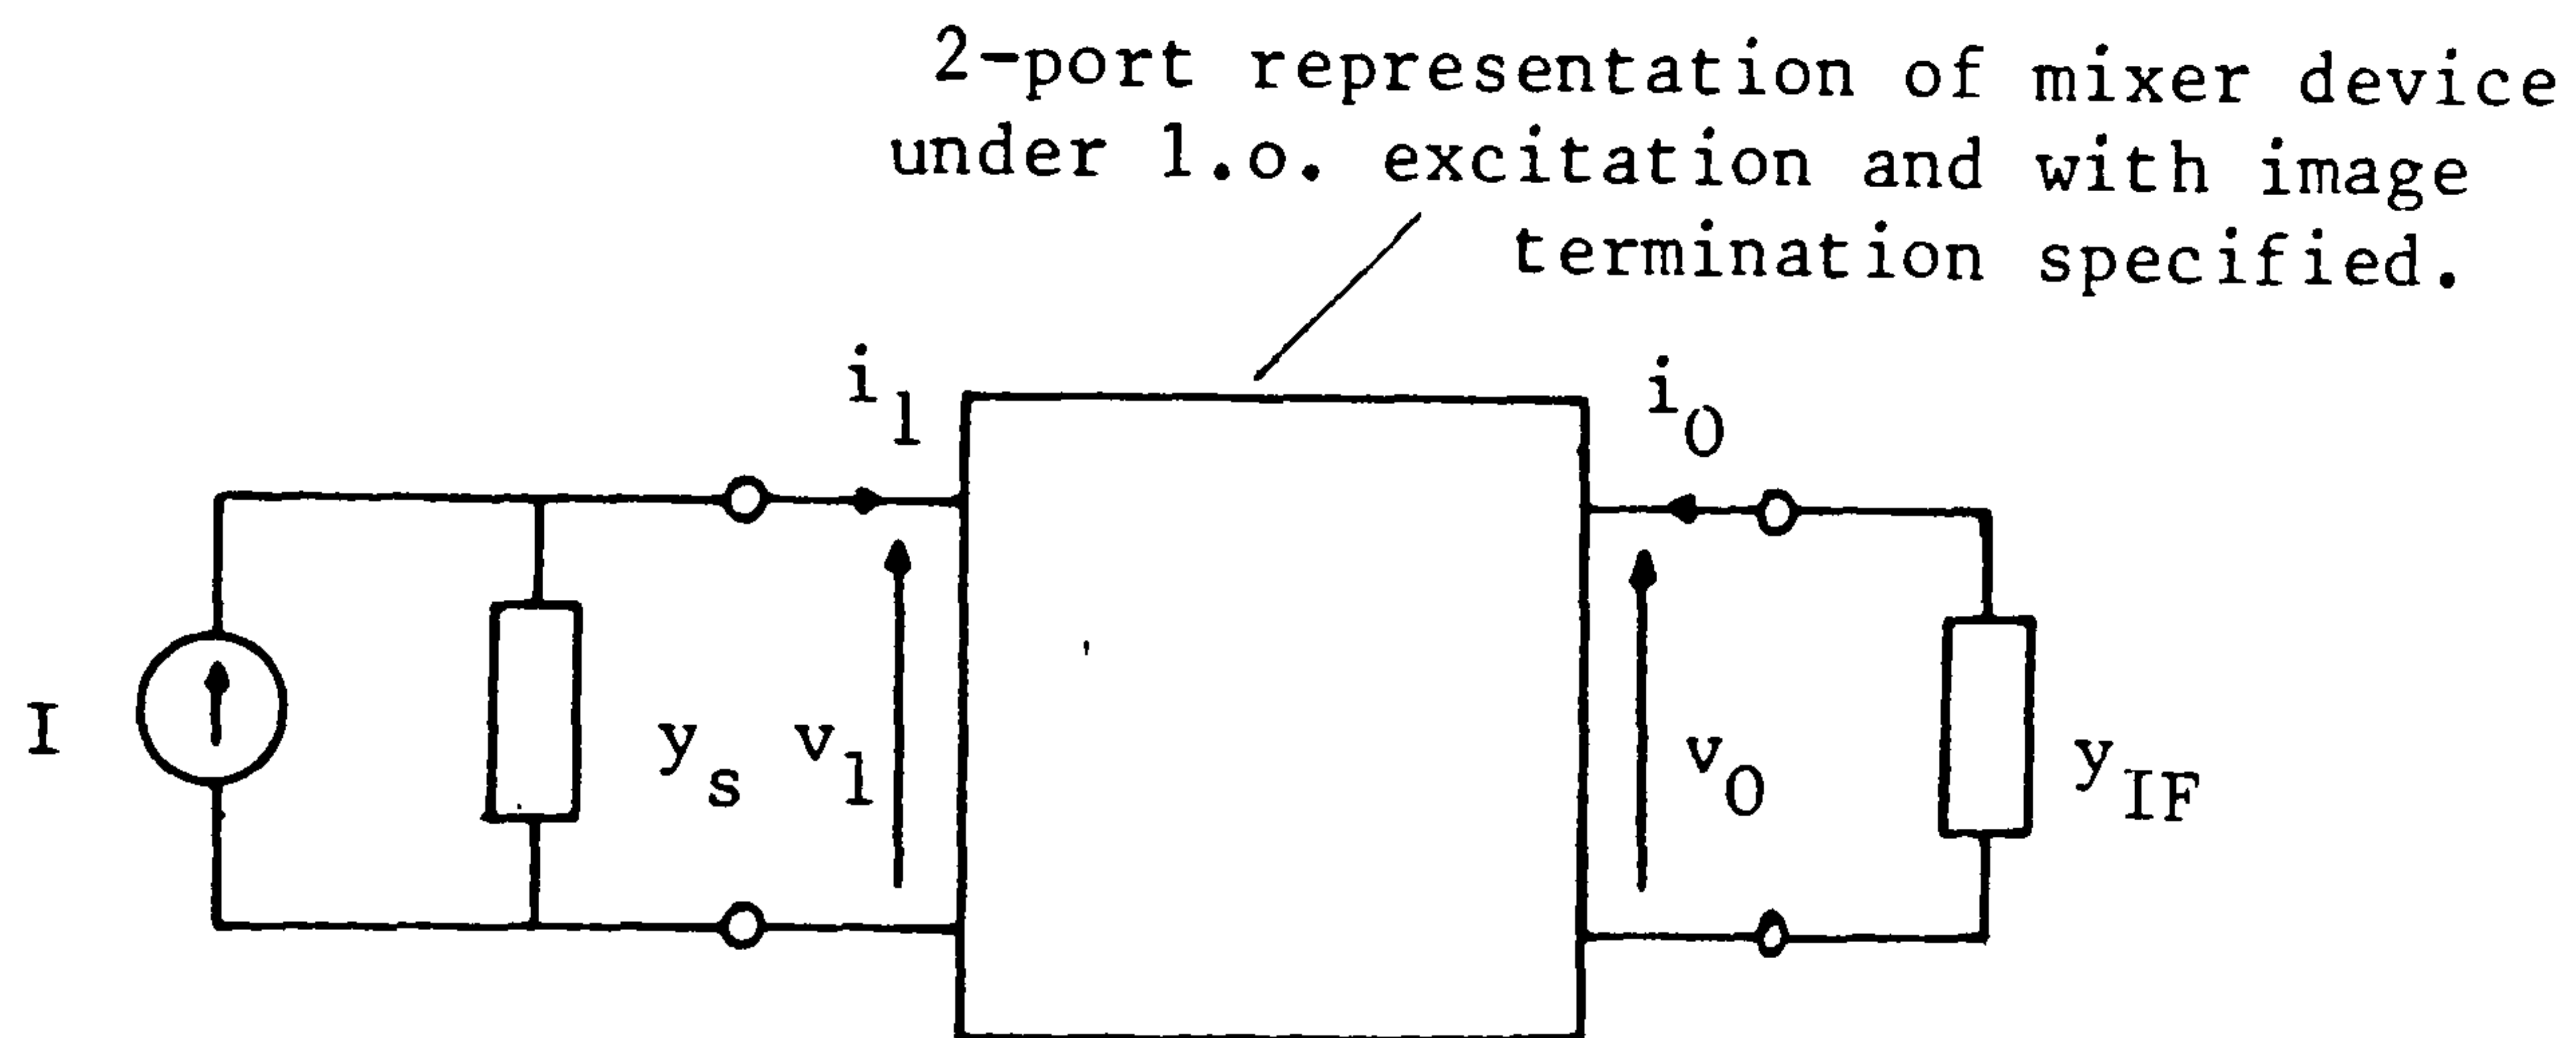 2-port representation of mixer device
under l.o. excitation and with image
termination specified.
i1
i0
I
ys
v1
v0
yIF